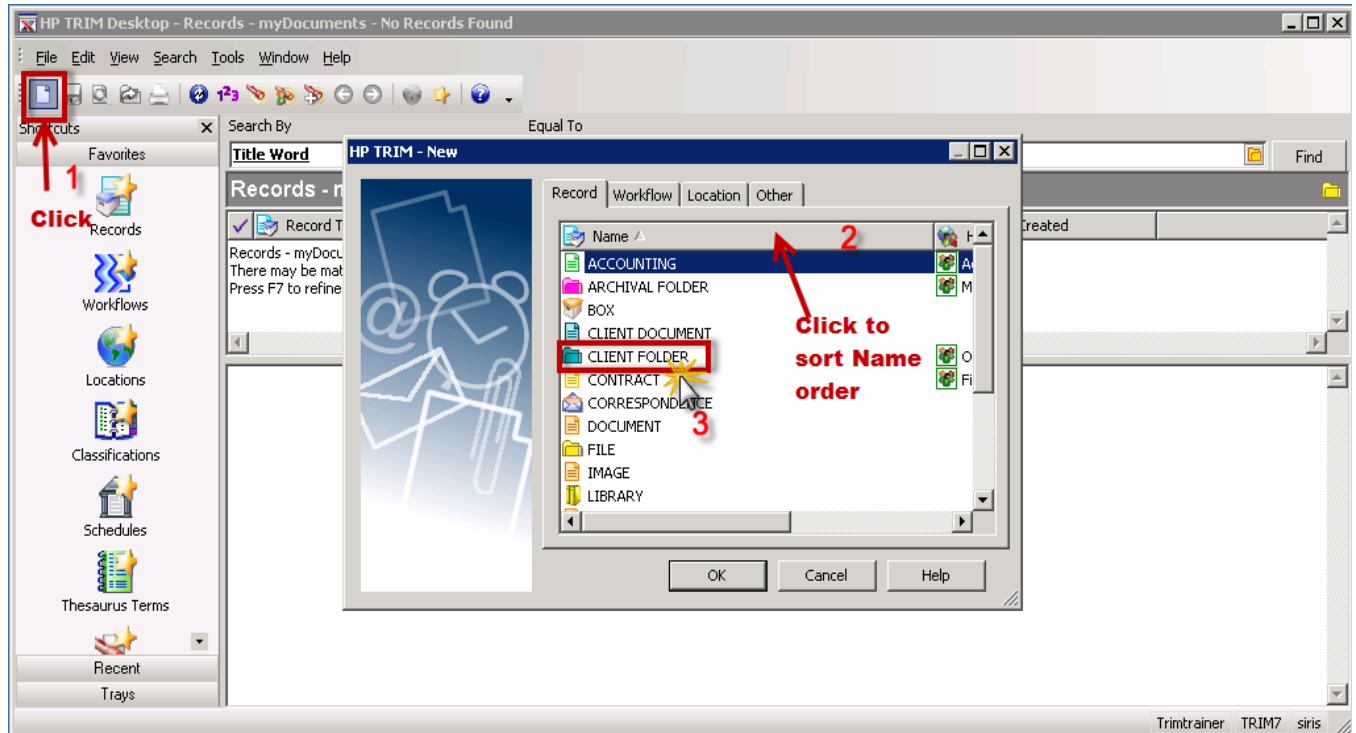 HP TRIM Desktop - Records - myDocuments - No Records Found
File Edit View Search Tools Window Help
Shortcuts
Search By
Equal To
Favorites
Title Word
Find
HP TRIM - New
1
Click
Records
Record Workflow Location Other
Name
2
Record T
Created
Records - myDocu
There may be mat
Press F7 to refine
ACCOUNTING
ARCHIVAL FOLDER
M
BOX
CLIENT DOCUMENT
CLIENT FOLDER
O
CONTRACT
Fi
CORRESPONDENCE
3
DOCUMENT
FILE
IMAGE
LIBRARY
Click to
sort Name
order
Workflows
Locations
Classifications
Schedules
Thesaurus Terms
OK Cancel Help
Recent
Trays
Trimtrainer TRIM7 siris